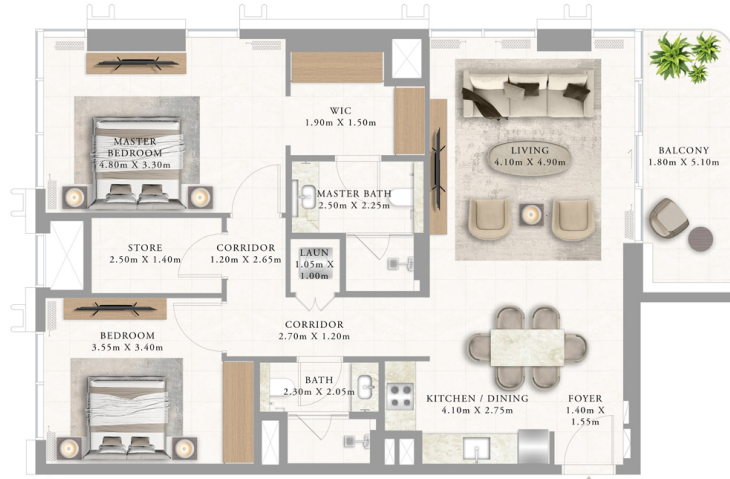 MASTER
BEDROOM
4.80m X 3.30m
WIC
1.90m X 1.50m
LIVING
4.10m X 4.90m
BALCONY
1.80m X 5.10m
MASTER BATH
2.50m X 2.25m
STORE
2.50m X 1.40m
CORRIDOR
1.20m X 2.65m
LAUN
1.05m X
1.00m
CORRIDOR
2.70m X 1.20m
BEDROOM
3.55m X 3.40m
BATH
2.30m X 2.05m
KITCHEN / DINING
4.10m X 2.75m
FOYER
1.40m X
1.55m